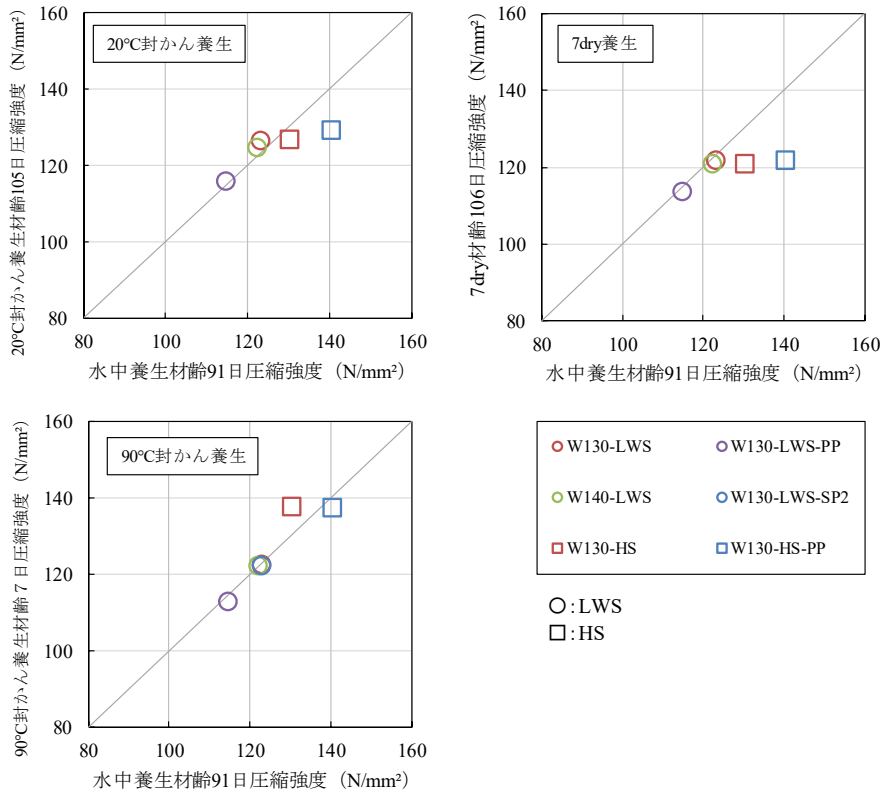 20°C封かん養生材齢105日圧縮強度（N/mm²）
160
140
120
100
80
20°C封かん養生
80 100 120 140 160
水中養生材齢91日圧縮強度（N/mm²）
7dry材齢106日圧縮強度（N/mm²）
160
140
120
100
80
7dry養生
80 100 120 140 160
水中養生材齢91日圧縮強度（N/mm²）
90°C封かん養生材齢7日圧縮強度（N/mm²）
160
140
120
100
80
90°C封かん養生
80 100 120 140 160
水中養生材齢91日圧縮強度（N/mm²）
W130-LWS W130-LWS-PP
W140-LWS W130-LWS-SP2
W130-HS W130-HS-PP
:LWS
:HS